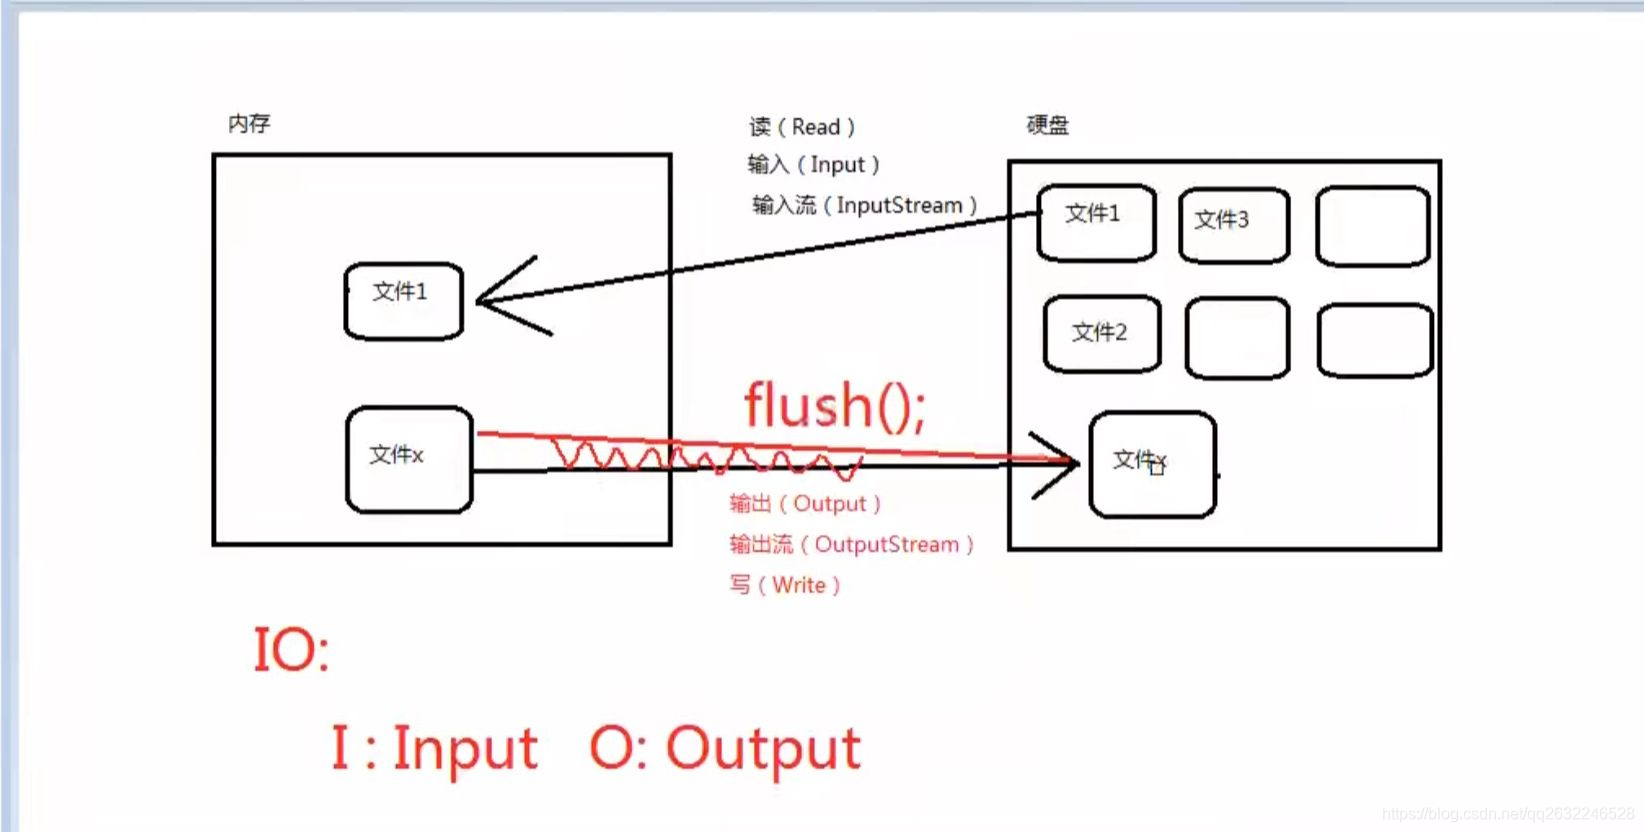 内存
读（Read）
输入（Input）
输入流（InputStream）
硬盘
文件1
文件3
文件1
文件2
flush();
文件x
文件x
输出（Output）
输出流（OutputStream）
写（Write）
IO:
I : Input O: Output
https://blog.csdn.net/qq2632246528